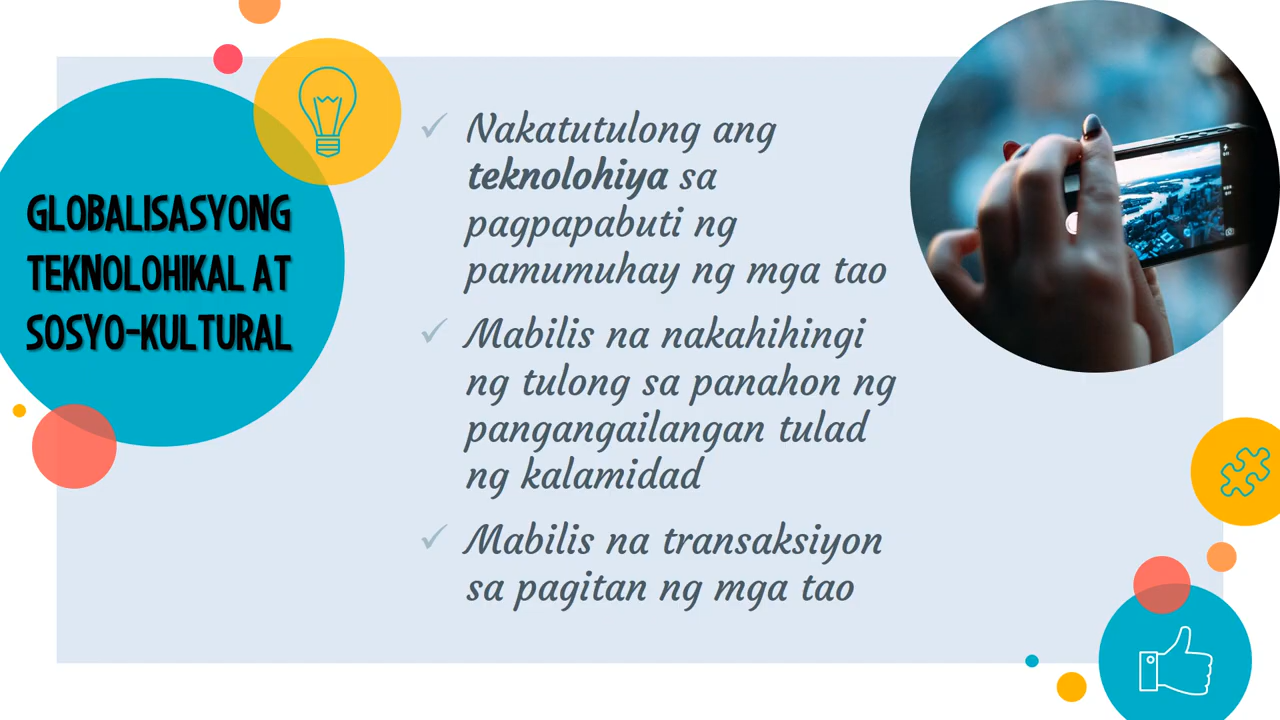 GLOBALISASYONG
TEKNOLOHIKAL AT
SOSYO-KULTURAL
✓ Nakatutulong ang
teknolohiya sa
pagpapabuti ng
pamumuhay ng mga tao
✓ Mabilis na nakahihingi
ng tulong sa panahon ng
pangangailangan tulad
ng kalamidad
✓ Mabilis na transaksiyon
sa pagitan ng mga tao